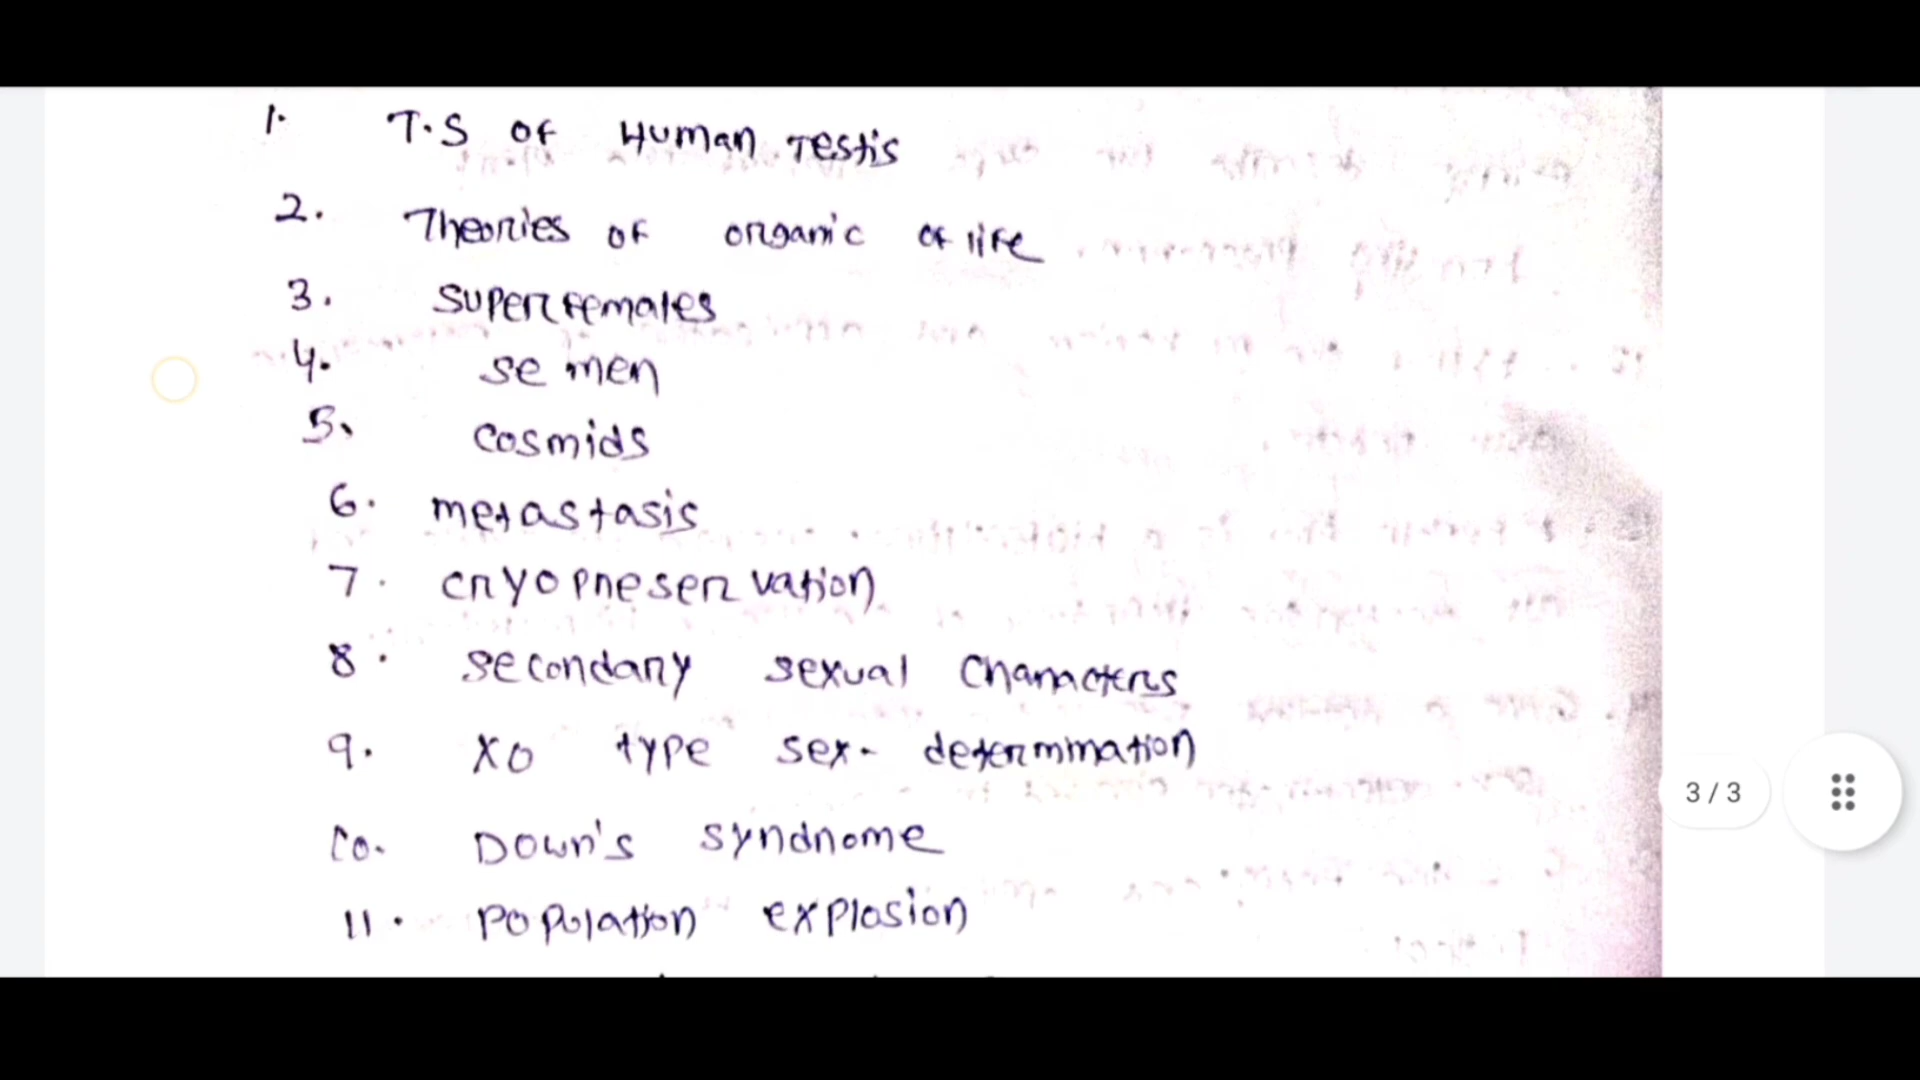 1. T.S OF Human Testis
2. Theories of organic of life
3. superfemales
4. semen
5. cosmids
6. metastasis
7. cryopreservation
8. secondary sexual characters
9. XO type sex- determination
10. Down's syndrome
11. population explosion
3 / 3